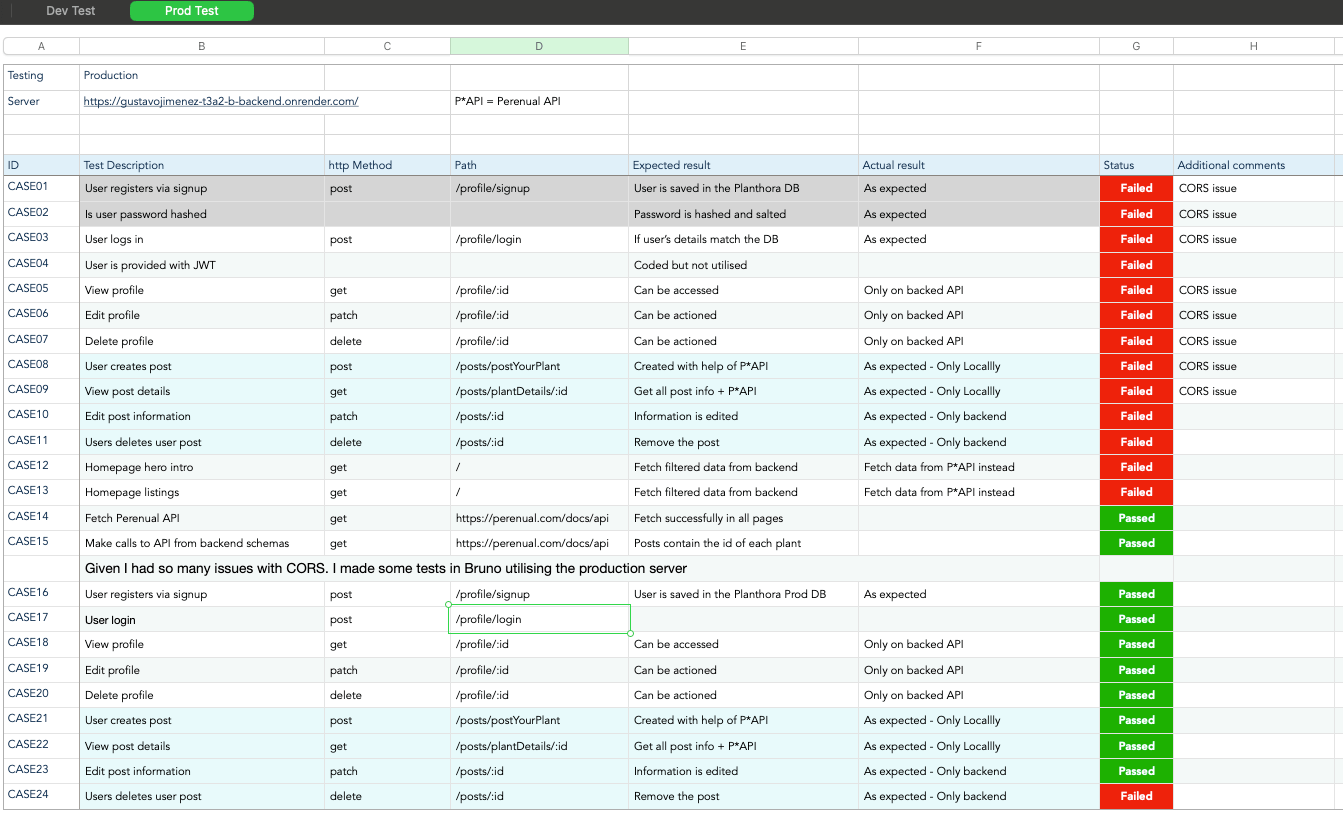 Dev Test Prod Test
A B C D E F G H
Testing Production
Server https://gustavojimenez-t3a2-b-backend.onrender.com/ P*API = Perenual API
ID Test Description http Method Path Expected result Actual result Status Additional comments
CASE01 User registers via signup post /profile/signup User is saved in the Planthora DB As expected Failed CORS issue
CASE02 Is user password hashed Password is hashed and salted As expected Failed CORS issue
CASE03 User logs in post /profile/login If user's details match the DB As expected Failed CORS issue
CASE04 User is provided with JWT Coded but not utilised Failed
CASE05 View profile get /profile/:id Can be accessed Only on backed API Failed CORS issue
CASE06 Edit profile patch /profile/:id Can be actioned Only on backed API Failed CORS issue
CASE07 Delete profile delete /profile/:id Can be actioned Only on backed API Failed CORS issue
CASE08 User creates post post /posts/postYourPlant Created with help of P*API As expected - Only Locallly Failed CORS issue
CASE09 View post details get /posts/plantDetails/:id Get all post info + P*API As expected - Only Locallly Failed CORS issue
CASE10 Edit post information patch /posts/:id Information is edited As expected - Only backend Failed
CASE11 Users deletes user post delete /posts/:id Remove the post As expected - Only backend Failed
CASE12 Homepage hero intro get / Fetch filtered data from backend Fetch data from P*API instead Failed
CASE13 Homepage listings get / Fetch filtered data from backend Fetch data from P*API instead Failed
CASE14 Fetch Perenual API get https://perenual.com/docs/api Fetch successfully in all pages Passed
CASE15 Make calls to API from backend schemas get https://perenual.com/docs/api Posts contain the id of each plant Passed
Given I had so many issues with CORS. I made some tests in Bruno utilising the production server
CASE16 User registers via signup post /profile/signup User is saved in the Planthora Prod DB As expected Passed
CASE17 User login post /profile/login Passed
CASE18 View profile get /profile/:id Can be accessed Only on backed API Passed
CASE19 Edit profile patch /profile/:id Can be actioned Only on backed API Passed
CASE20 Delete profile delete /profile/:id Can be actioned Only on backed API Passed
CASE21 User creates post post /posts/postYourPlant Created with help of P*API As expected - Only Locallly Passed
CASE22 View post details get /posts/plantDetails/:id Get all post info + P*API As expected - Only Locallly Passed
CASE23 Edit post information patch /posts/:id Information is edited As expected - Only backend Passed
CASE24 Users deletes user post delete /posts/:id Remove the post As expected - Only backend Failed